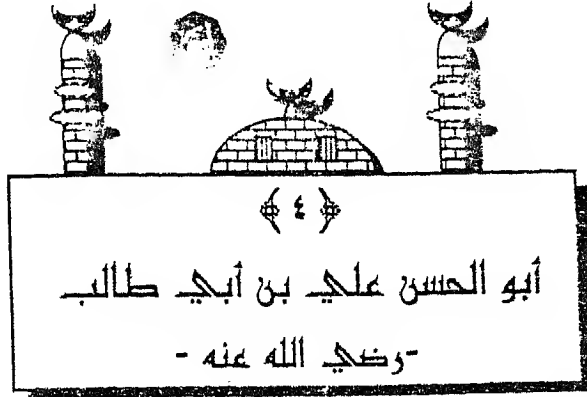 ﴿ ٤ ﴾
أبو الحسن علي بن أبي طالب
-رضي الله عنه -